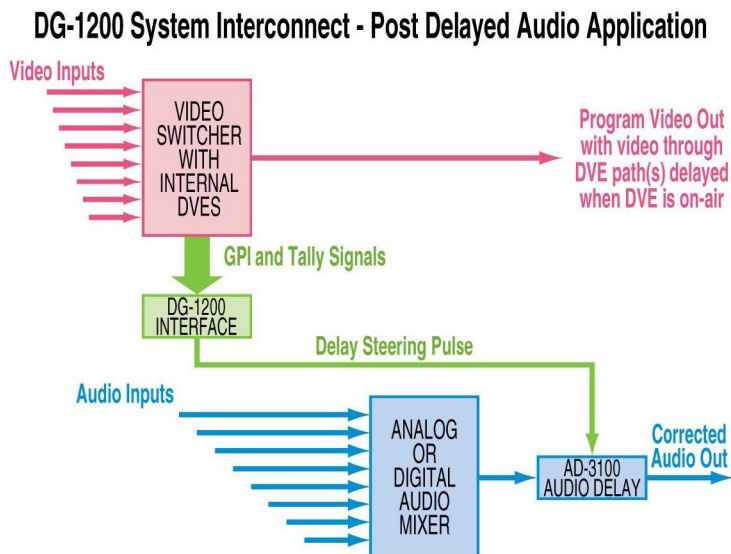 DG-1200 System Interconnect - Post Delayed Audio Application
Video Inputs
VIDEO
SWITCHER
WITH
INTERNAL
DVES
Program Video Out
with video through
DVE path(s) delayed
when DVE is on-air
GPI and Tally Signals
DG-1200
INTERFACE
Delay Steering Pulse
Audio Inputs
ANALOG
OR
DIGITAL
AUDIO
MIXER
AD-3100
AUDIO DELAY
Corrected
Audio Out